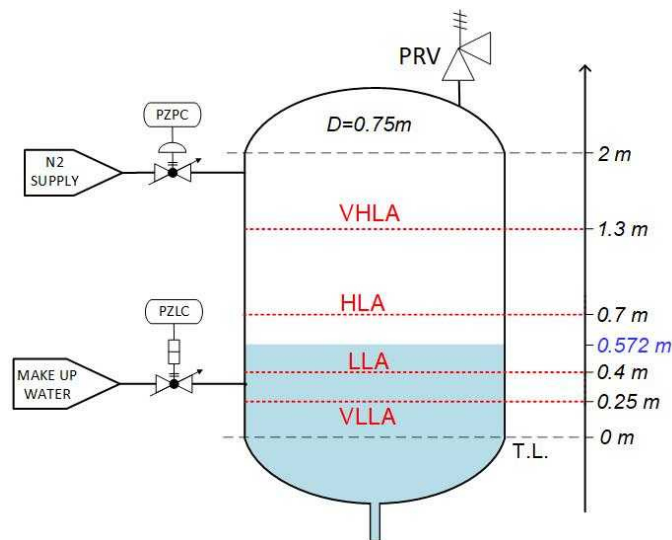 PRV
D=0.75m
PZPC
N2
SUPPLY
2 m
VHLA
1.3 m
HLA
0.7 m
PZLC
0.572 m
LLA
0.4 m
MAKE UP
WATER
0.25 m
VLLA
0 m
T.L.